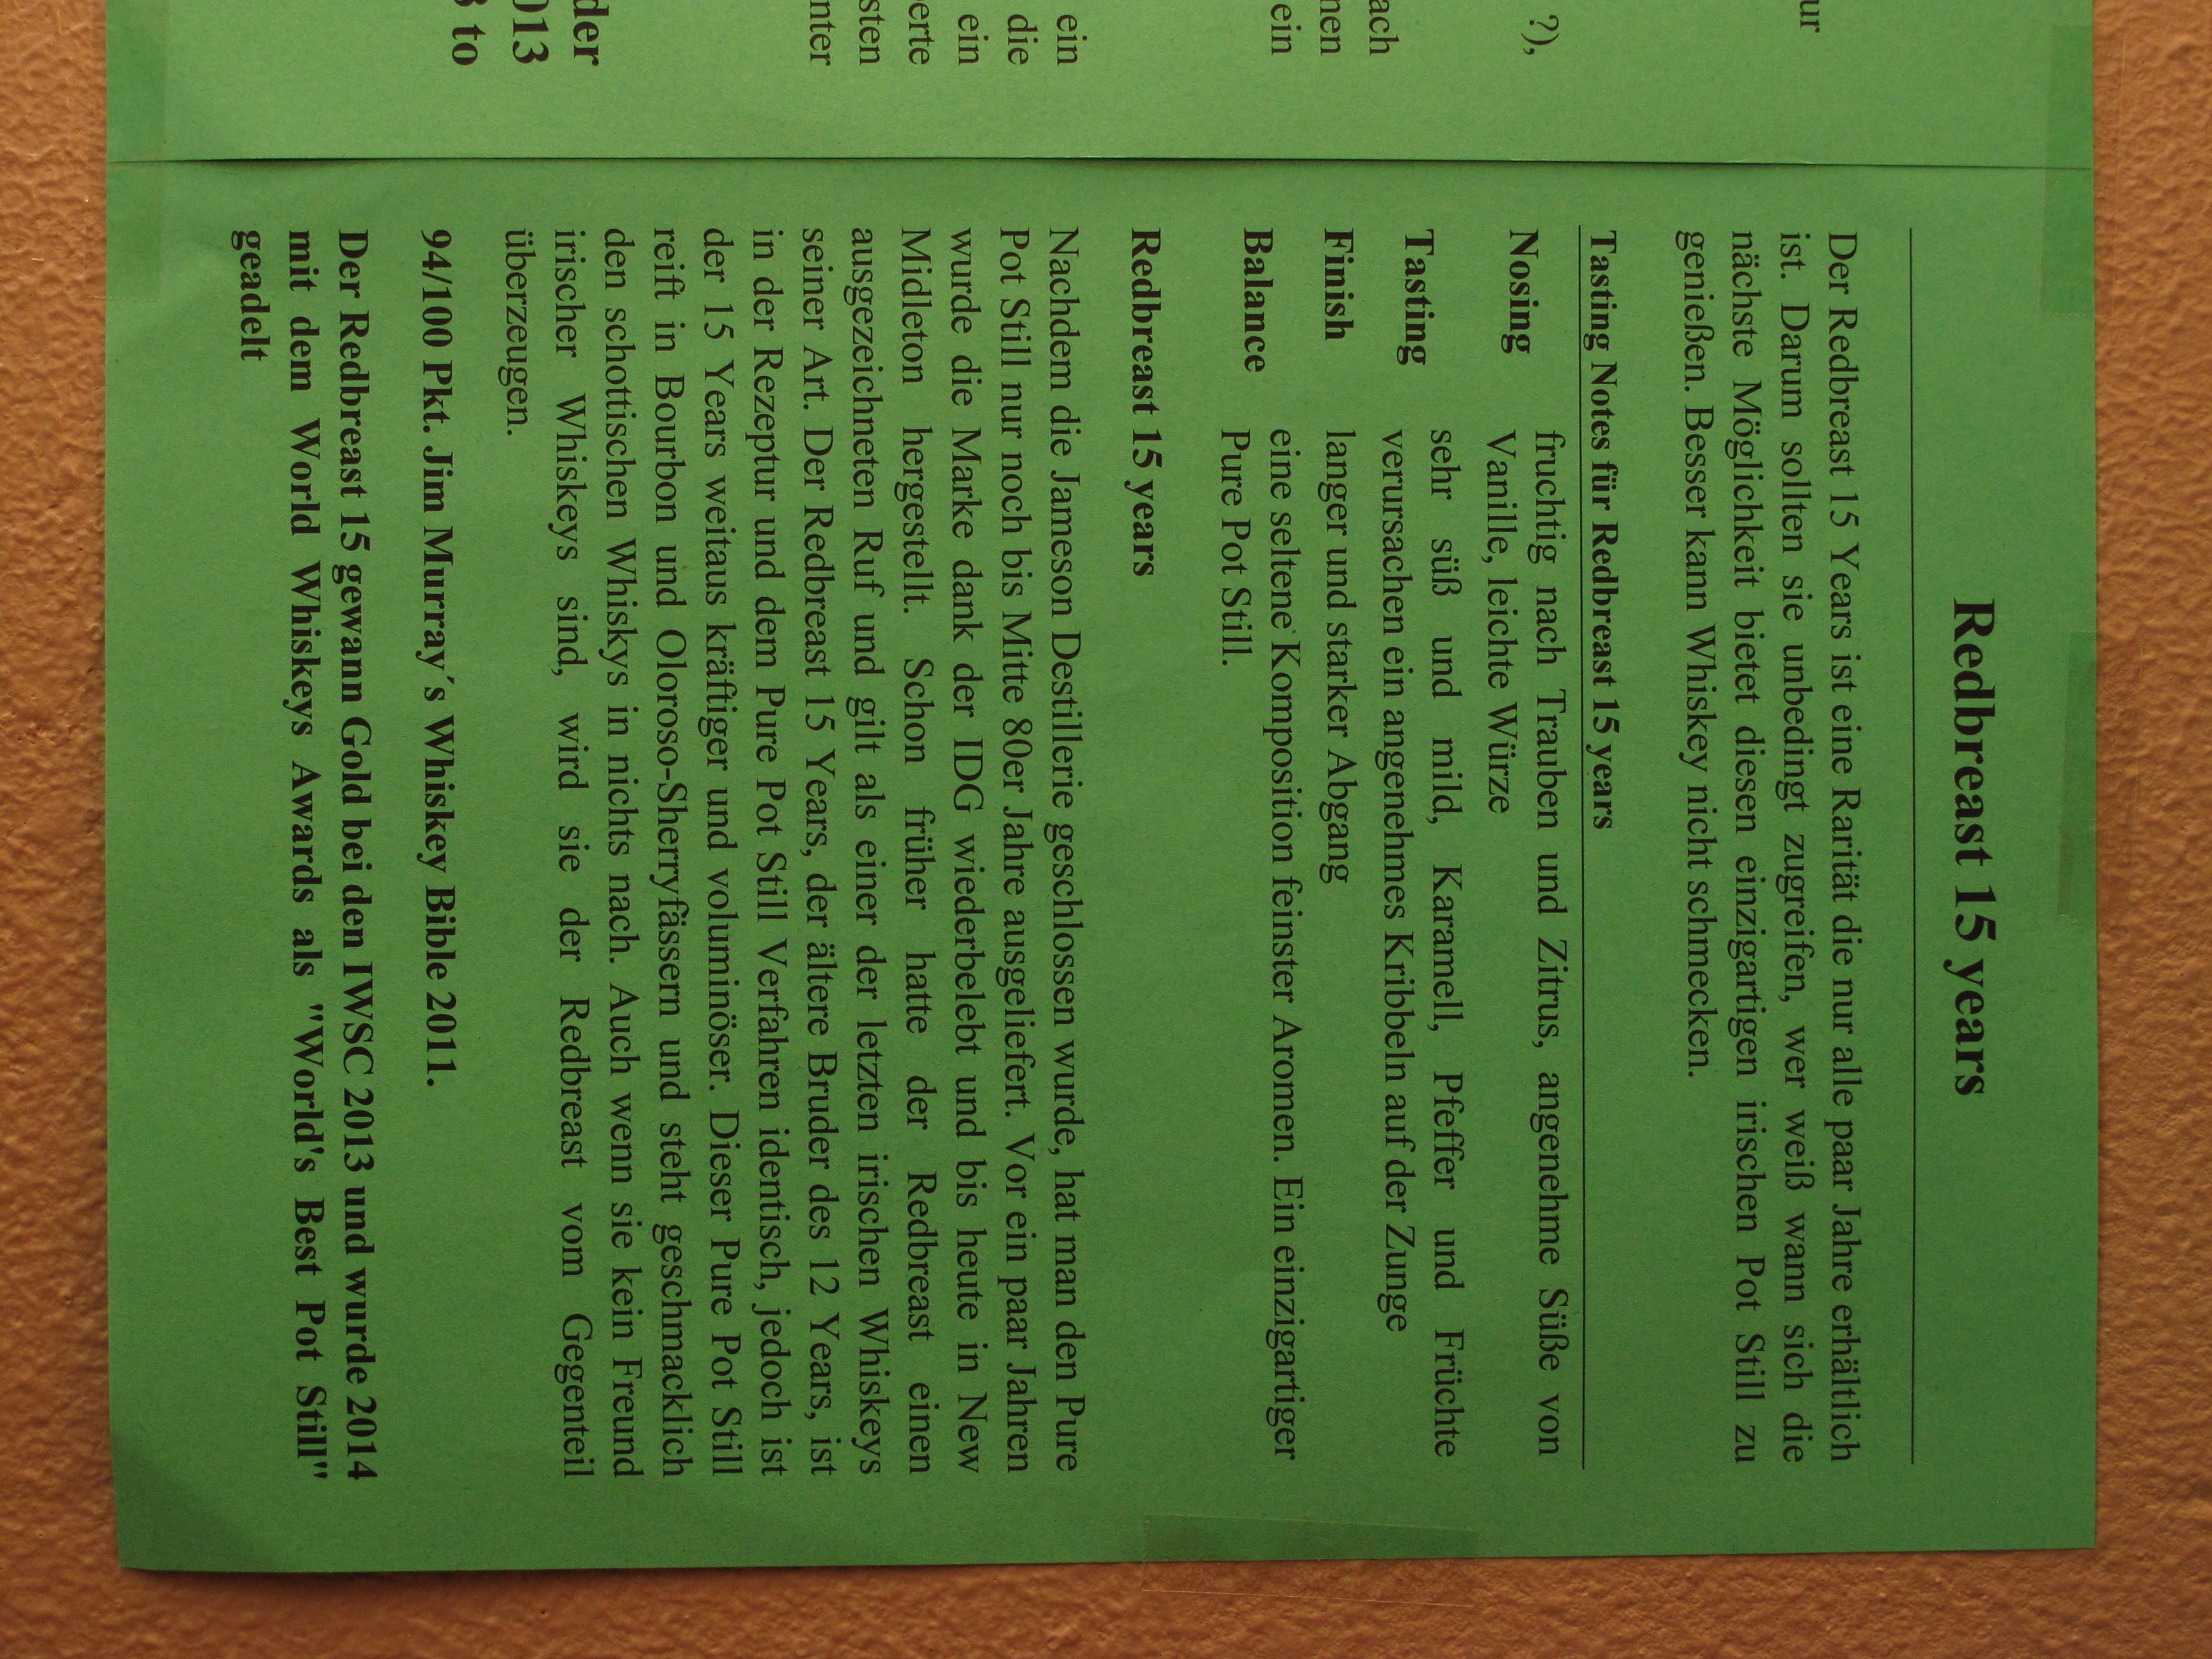 Redbreast 15 years
Der Redbreast 15 Years ist eine Rarität die nur alle paar Jahre erhältlich
ist. Darum sollten sie unbedingt zugreifen, wer weiß wann sich die
nächste Möglichkeit bietet diesen einzigartigen irischen Pot Still zu
genießen. Besser kann Whiskey nicht schmecken.
Tasting Notes für Redbreast 15 years
Nosing fruchtig nach Trauben und Zitrus, angenehme Süße von
Vanille, leichte Würze
Tasting sehr süß und mild, Karamell, Pfeffer und Früchte
verursachen ein angenehmes Kribbeln auf der Zunge
Finish langer und starker Abgang
Balance eine seltene Komposition feinster Aromen. Ein einzigartiger
Pure Pot Still.
Redbreast 15 years
Nachdem die Jameson Destillerie geschlossen wurde, hat man den Pure
Pot Still nur noch bis Mitte 80er Jahre ausgeliefert. Vor ein paar Jahren
wurde die Marke dank der IDG wiederbelebt und bis heute in New
Midleton hergestellt. Schon früher hatte der Redbreast einen
ausgezeichneten Ruf und gilt als einer der letzten irischen Whiskeys
seiner Art. Der Redbreast 15 Years, der ältere Bruder des 12 Years, ist
in der Rezeptur und dem Pure Pot Still Verfahren identisch, jedoch ist
der 15 Years weitaus kräftiger und voluminöser. Dieser Pure Pot Still
reift in Bourbon und Oloroso-Sherryfässern und steht geschmacklich
den schottischen Whiskys in nichts nach. Auch wenn sie kein Freund
irischer Whiskeys sind, wird sie der Redbreast vom Gegenteil
überzeugen.
94/100 Pkt. Jim Murray´s Whiskey Bible 2011.
Der Redbreast 15 gewann Gold bei den IWSC 2013 und wurde 2014
mit dem World Whiskeys Awards als "World's Best Pot Still"
geadelt
?),
ein
ein
die
ein
der
to